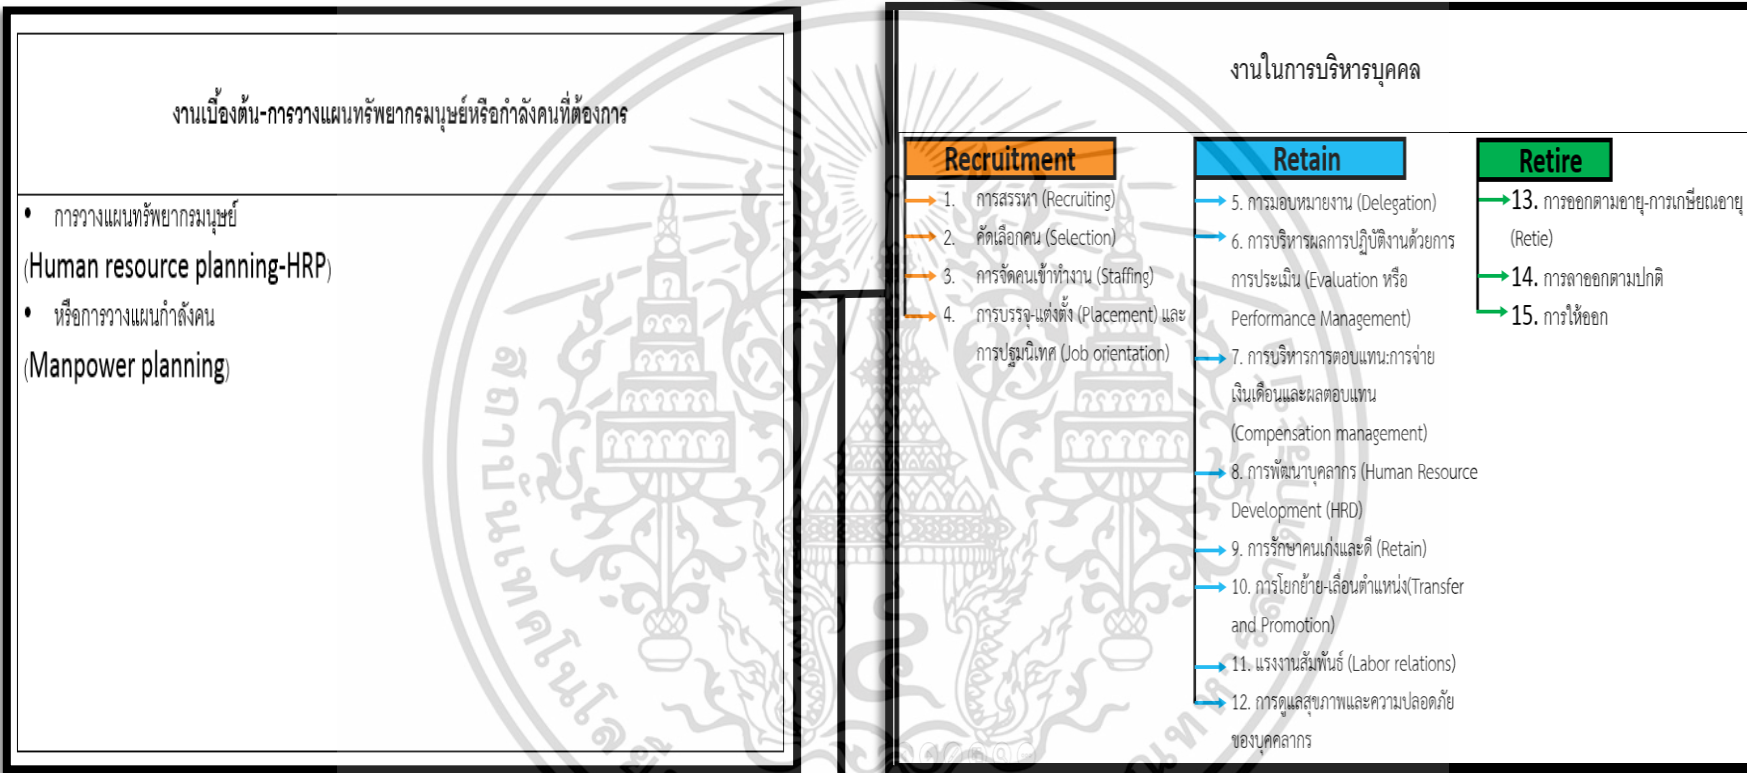 งานเบื้องต้น-การวางแผนทรัพยากรมนุษย์หรือกำลังคนที่ต้องการ
• การวางแผนทรัพยากรมนุษย์
(Human resource planning-HRP)
• หรือการวางแผนกำลังคน
(Manpower planning)
งานในการบริหารบุคคล
Recruitment
1. การสรรหา (Recruiting)
2. คัดเลือกคน (Selection)
3. การจัดคนเข้าทำงาน (Staffing)
4. การบรรจุ-แต่งตั้ง (Placement) และ
การปฐมนิเทศ (Job orientation)
Retain
5. การมอบหมายงาน (Delegation)
6. การบริหารผลการปฏิบัติงานด้วยการ
การประเมิน (Evaluation หรือ
Performance Management)
7. การบริหารการตอบแทน:การจ่าย
เงินเดือนและผลตอบแทน
(Compensation management)
8. การพัฒนาบุคลากร (Human Resource
Development (HRD)
9. การรักษาคนเก่งและดี (Retain)
10. การโยกย้าย-เลื่อนตำแหน่ง(Transfer
and Promotion)
11. แรงงานสัมพันธ์ (Labor relations)
12. การดูแลสุขภาพและความปลอดภัย
ของบุคคลากร
Retire
13. การออกตามอายุ-การเกษียณอายุ
(Retie)
14. การลาออกตามปกติ
15. การให้ออก